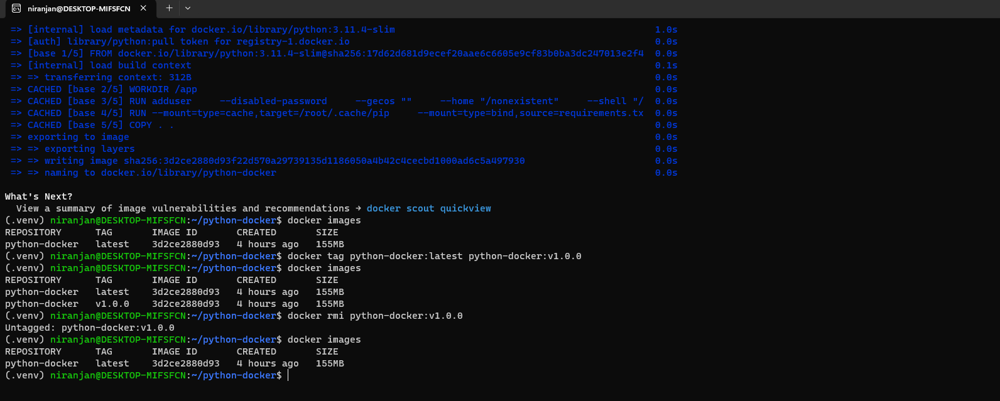 niranjan@DESKTOP-MIFSFCN
=> [internal] load metadata for docker.io/library/python:3.11.4-slim 1.0s
=> [auth] library/python:pull token for registry-1.docker.io 0.0s
=> [base 1/5] FROM docker.io/library/python:3.11.4-slim@sha256:17d62d681d9ecef20aae6c6605e9cf83b0ba3dc247013e2f4 0.0s
=> [internal] load build context 0.1s
=> => transferring context: 312B 0.0s
=> CACHED [base 2/5] WORKDIR /app 0.0s
=> CACHED [base 3/5] RUN adduser     --disabled-password     --gecos ""     --home "/nonexistent"     --shell "/ 0.0s
=> CACHED [base 4/5] RUN --mount=type=cache,target=/root/.cache/pip     --mount=type=bind,source=requirements.tx 0.0s
=> CACHED [base 5/5] COPY . . 0.0s
=> exporting to image 0.0s
=> => exporting layers 0.0s
=> => writing image sha256:3d2ce2880d93f22d570a29739135d1186050a4b42c4cecbd1000ad6c5a497930 0.0s
=> => naming to docker.io/library/python-docker 0.0s
What's Next?
View a summary of image vulnerabilities and recommendations → docker scout quickview
(.venv) niranjan@DESKTOP-MIFSFCN:~/python-docker$ docker images
REPOSITORY      TAG       IMAGE ID       CREATED       SIZE
python-docker   latest    3d2ce2880d93   4 hours ago   155MB
(.venv) niranjan@DESKTOP-MIFSFCN:~/python-docker$ docker tag python-docker:latest python-docker:v1.0.0
(.venv) niranjan@DESKTOP-MIFSFCN:~/python-docker$ docker images
REPOSITORY      TAG       IMAGE ID       CREATED       SIZE
python-docker   latest    3d2ce2880d93   4 hours ago   155MB
python-docker   v1.0.0    3d2ce2880d93   4 hours ago   155MB
(.venv) niranjan@DESKTOP-MIFSFCN:~/python-docker$ docker rmi python-docker:v1.0.0
Untagged: python-docker:v1.0.0
(.venv) niranjan@DESKTOP-MIFSFCN:~/python-docker$ docker images
REPOSITORY      TAG       IMAGE ID       CREATED       SIZE
python-docker   latest    3d2ce2880d93   4 hours ago   155MB
(.venv) niranjan@DESKTOP-MIFSFCN:~/python-docker$